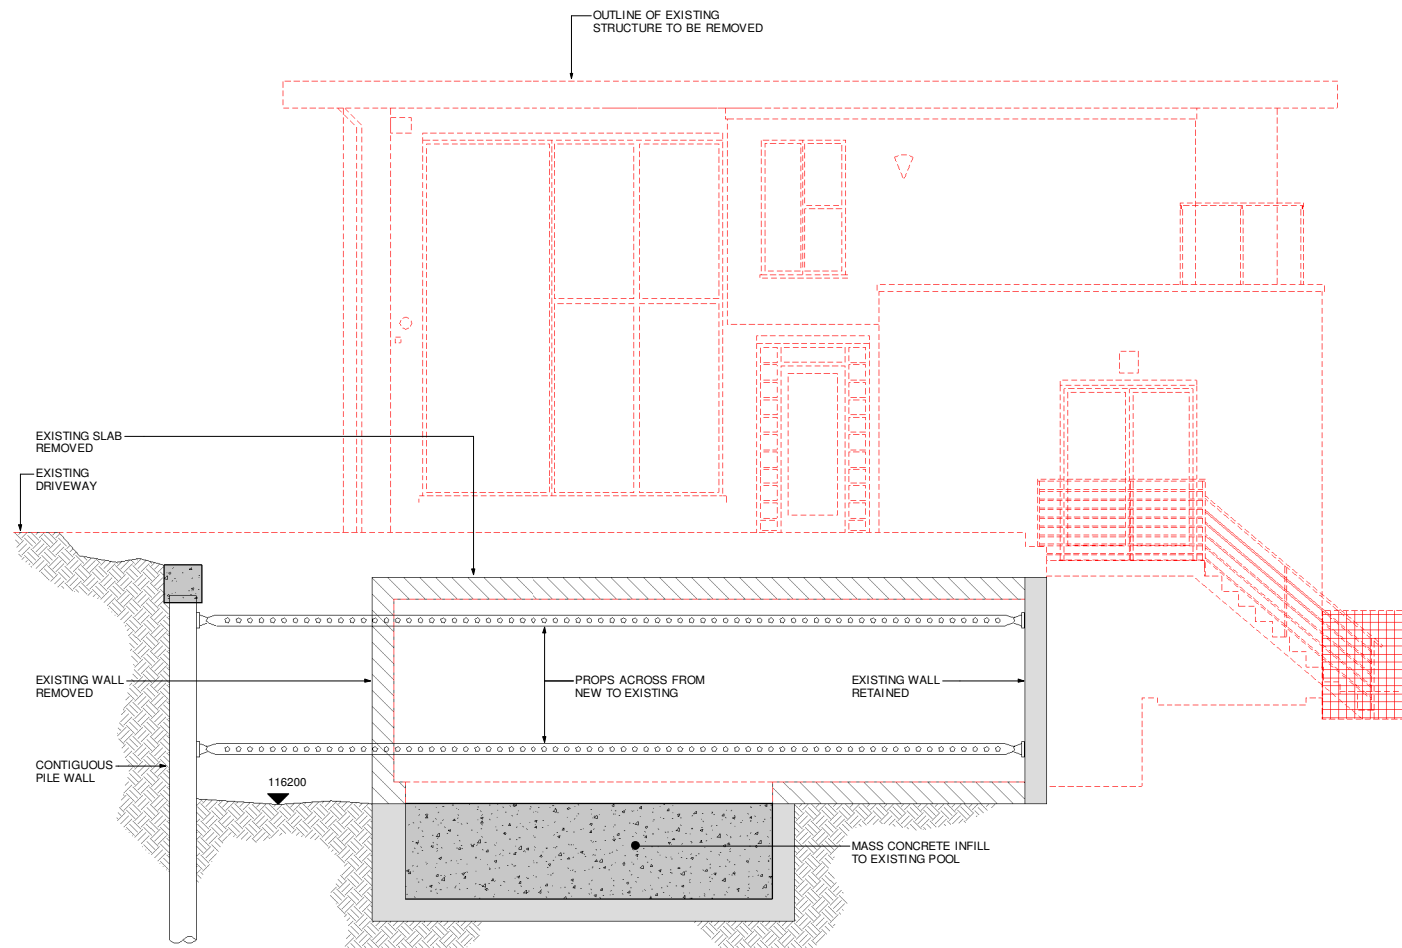 OUTLINE OF EXISTING
STRUCTURE TO BE REMOVED
EXISTING SLAB
REMOVED
EXISTING
DRIVEWAY
EXISTING WALL
REMOVED
PROPS ACROSS FROM
NEW TO EXISTING
EXISTING WALL
RETAINED
CONTIGUOUS
PILE WALL
116200
MASS CONCRETE INFILL
TO EXISTING POOL